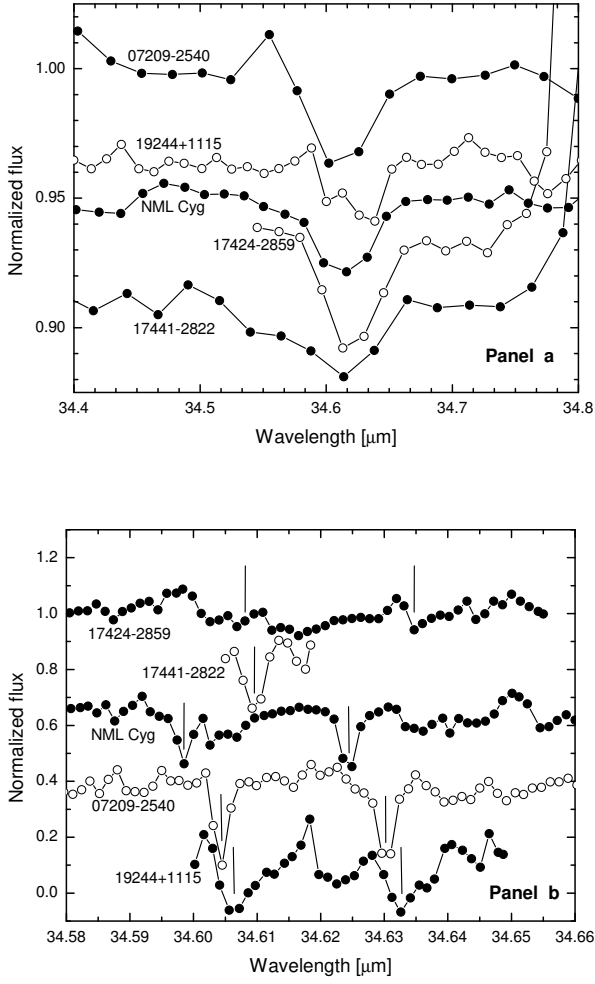 1.00
0.95
0.90
Normalized flux
07209-2540
19244+1115
NML Cyg
17424-2859
17441-2822
Panel a
34.4 34.5 34.6 34.7 34.8
Wavelength [μm]
1.2
1.0
0.8
0.6
0.4
0.2
0.0
Normalized flux
17424-2859
17441-2822
NML Cyg
07209-2540
19244+1115
Panel b
34.58 34.59 34.60 34.61 34.62 34.63 34.64 34.65 34.66
Wavelength [μm]